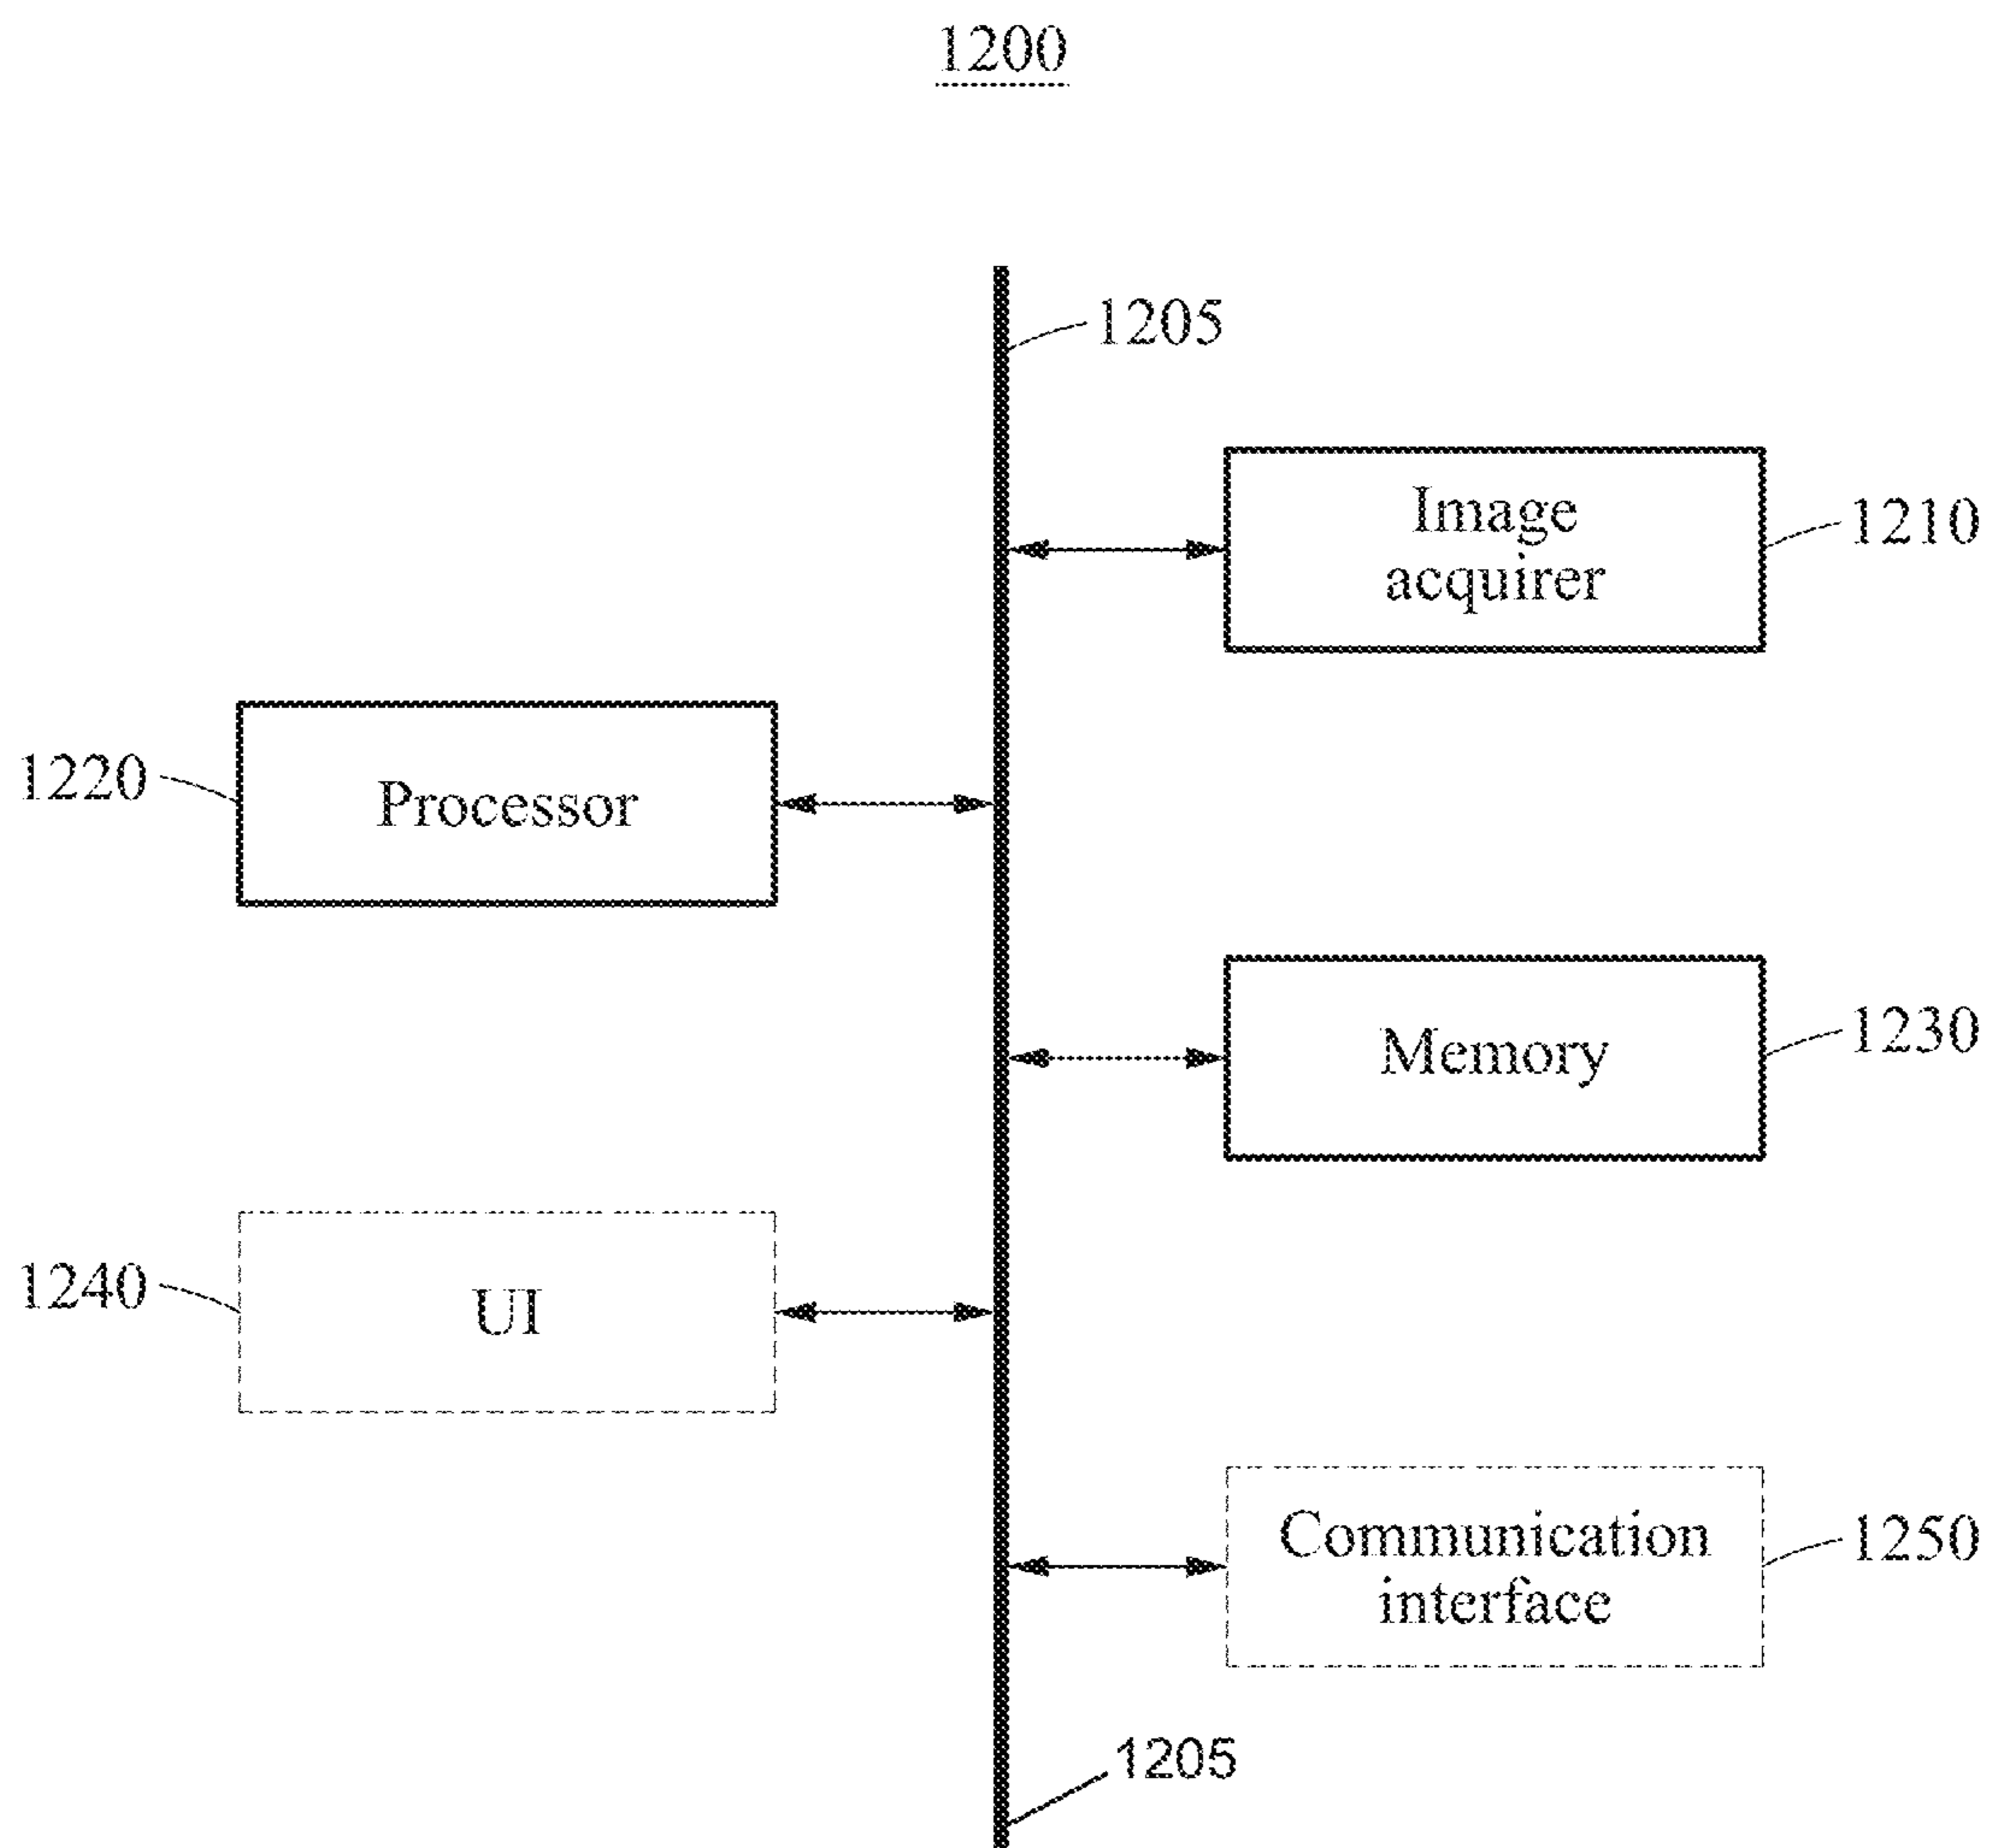 1200
1205
Image
acquirer
1210
1220
Processor
Memory
1230
1240
UI
Communication
interface
1250
1205